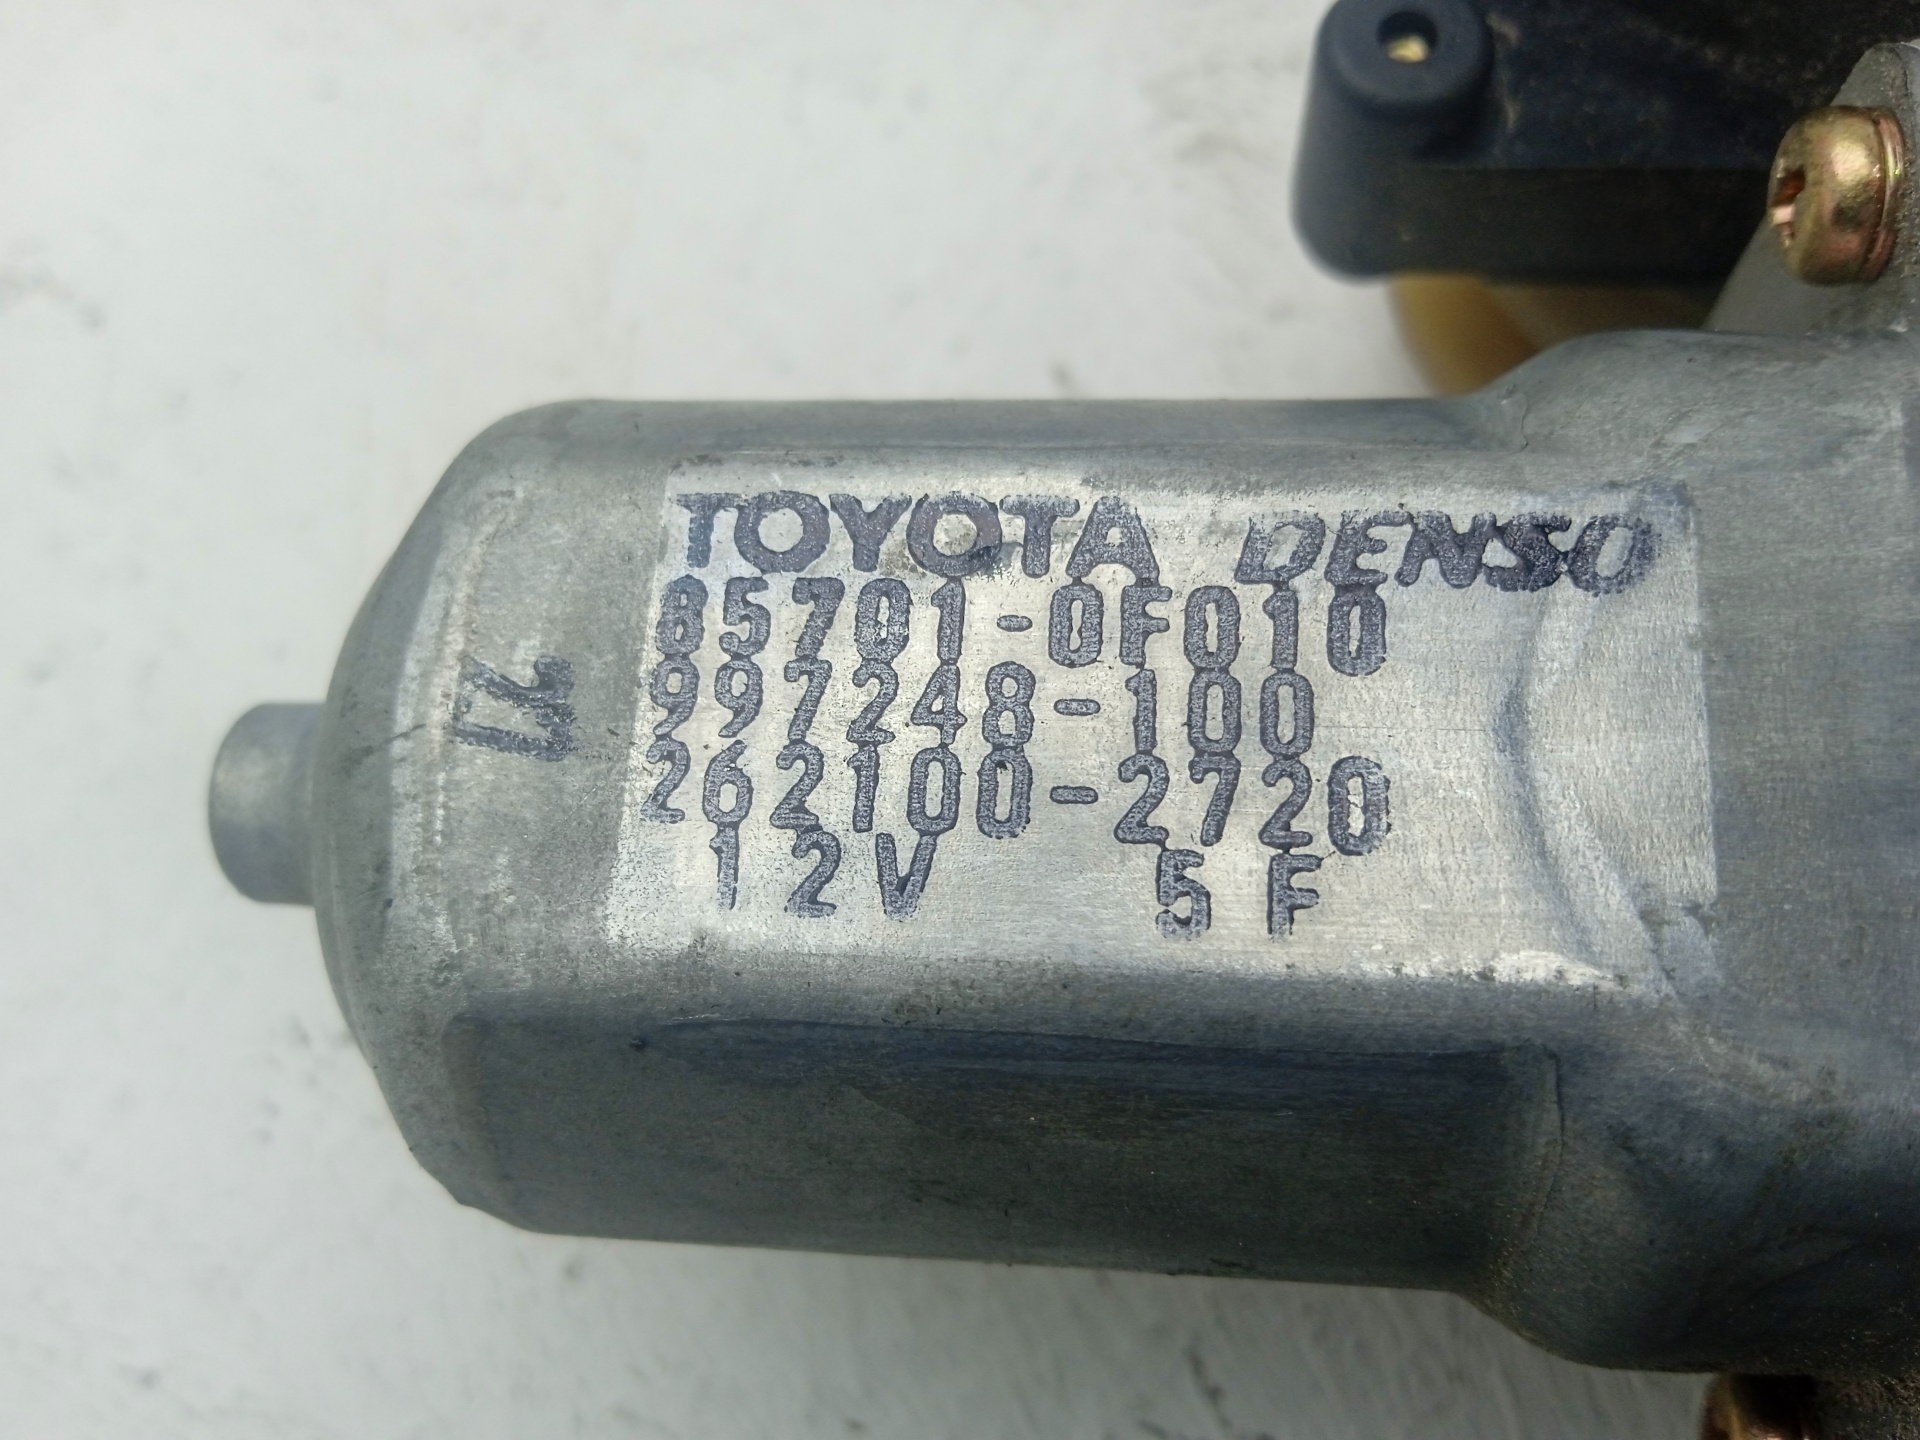 TOYOTA DENSO
85701-0F010
997248-100
262100-2720
12V 5F